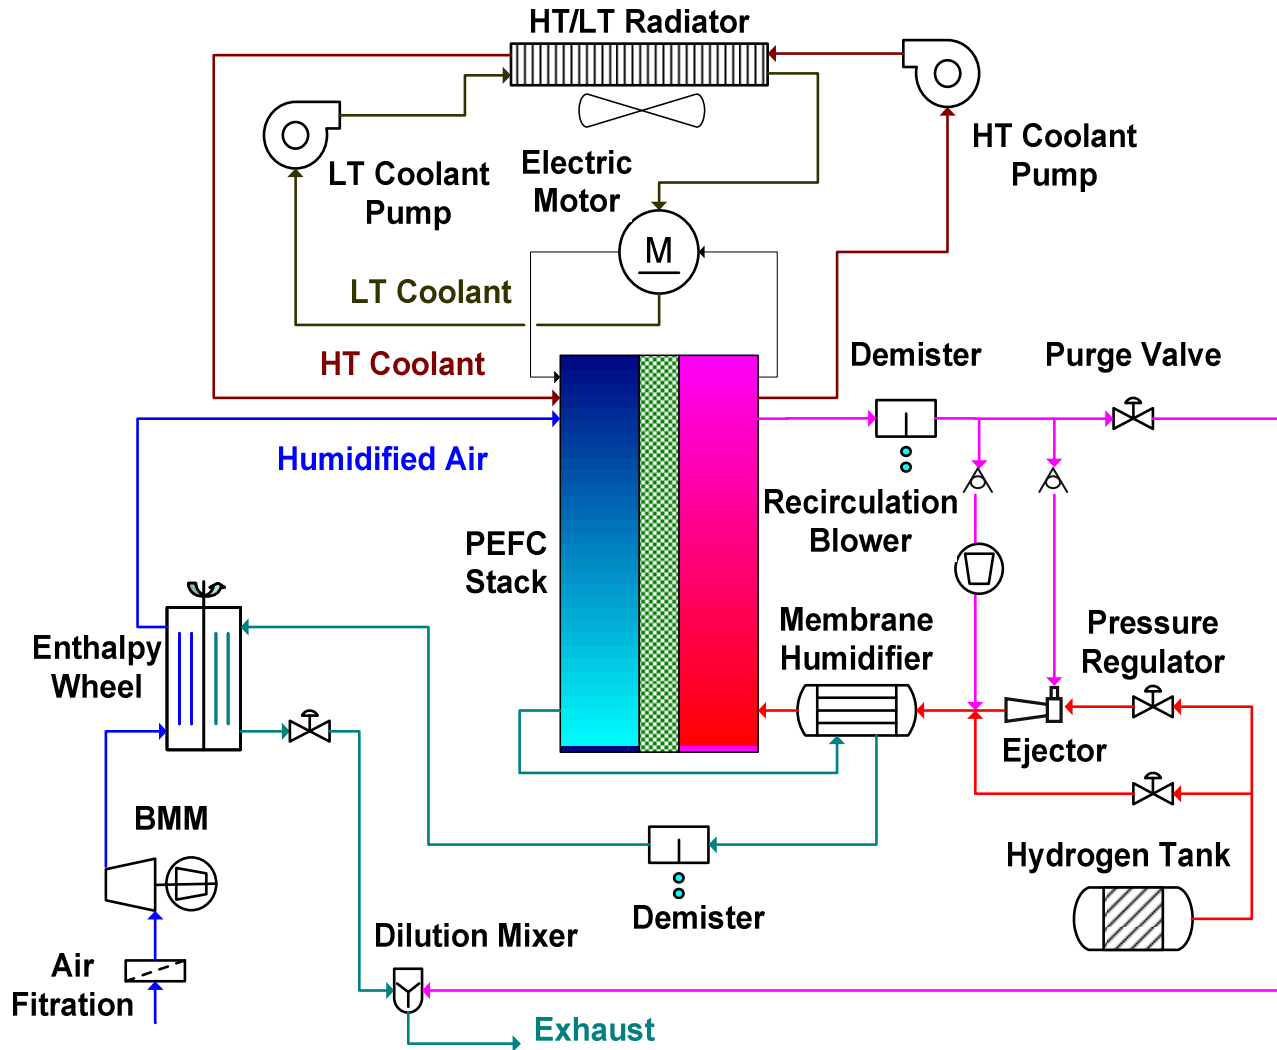 HT/LT Radiator
HT Coolant
Pump
LT Coolant
Pump
Electric
Motor
M
LT Coolant
HT Coolant
Demister
Purge Valve
Humidified Air
Recirculation
Blower
PEFC
Stack
Enthalpy
Wheel
Membrane
Humidifier
Pressure
Regulator
Ejector
BMM
Hydrogen Tank
Demister
Dilution Mixer
Air
Fitration
Exhaust